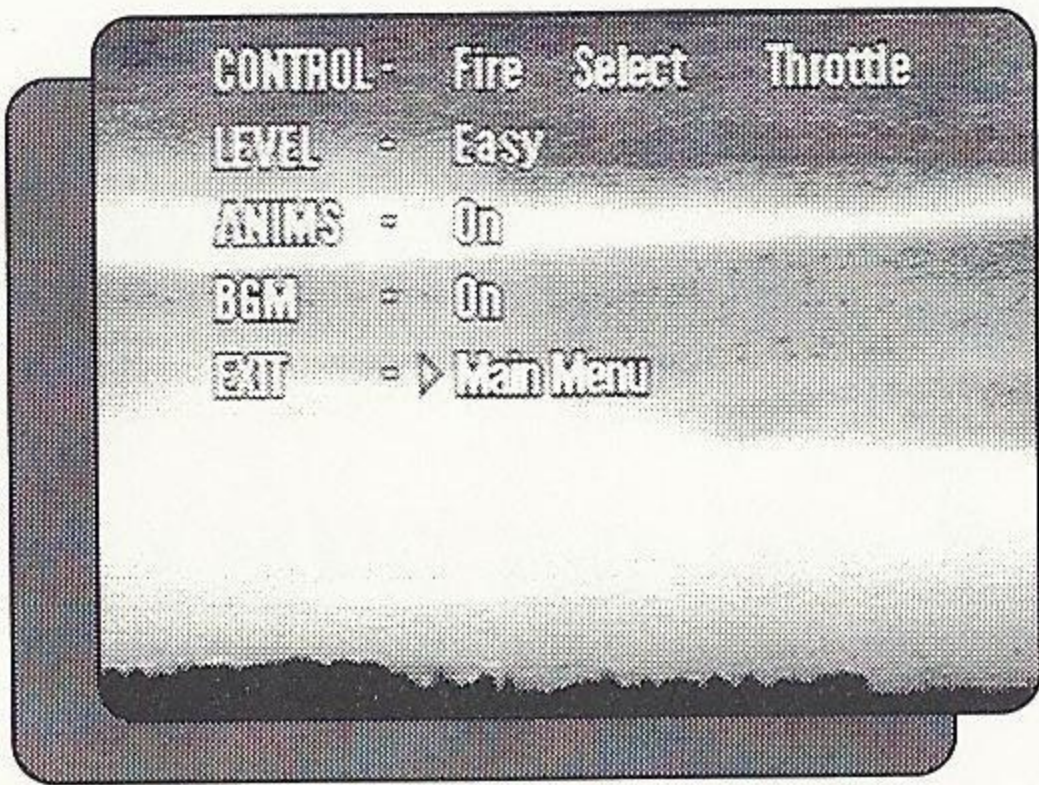 CONTROL- Fire Select Throttle
LEVEL = Easy
ANIMS = On
BGM = On
EXIT = ▷ Main Menu